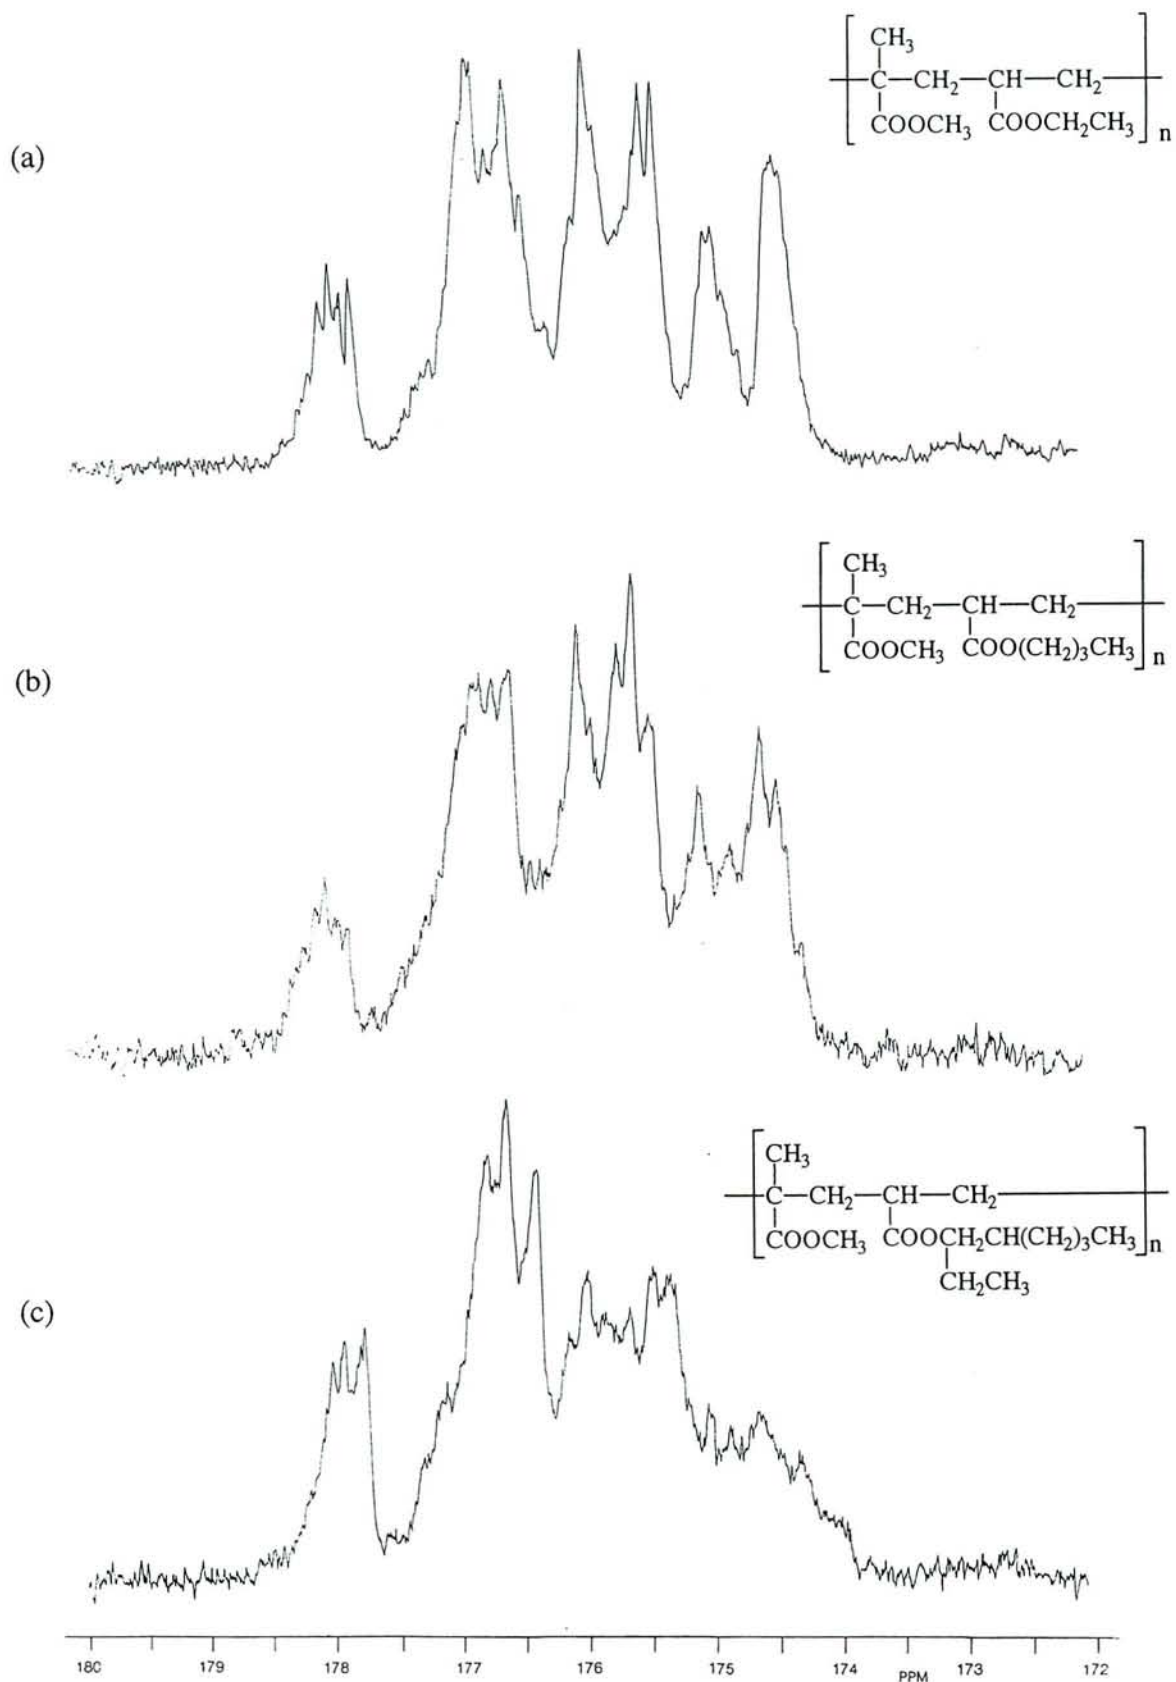 (a)
CH₃
C—CH₂—CH—CH₂
COOCH₃ COOCH₂CH₃
n
(b)
CH₃
C—CH₂—CH—CH₂
COOCH₃ COO(CH₂)₃CH₃
n
(c)
CH₃
C—CH₂—CH—CH₂
COOCH₃ COOCH₂CH(CH₂)₃CH₃
n
CH₂CH₃
180 179 178 177 176 175 174 PPM 173 172